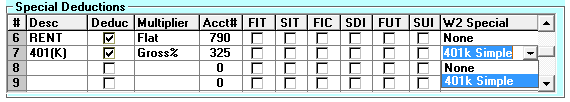 Special Deductions
# Desc Deduc Multiplier Acct# FIT SIT FIC SDI FUT SUI W2 Special
6 RENT Flat 790 None
7 401(K) Gross% 325 401k Simple
8 0 None
9 0 401k Simple